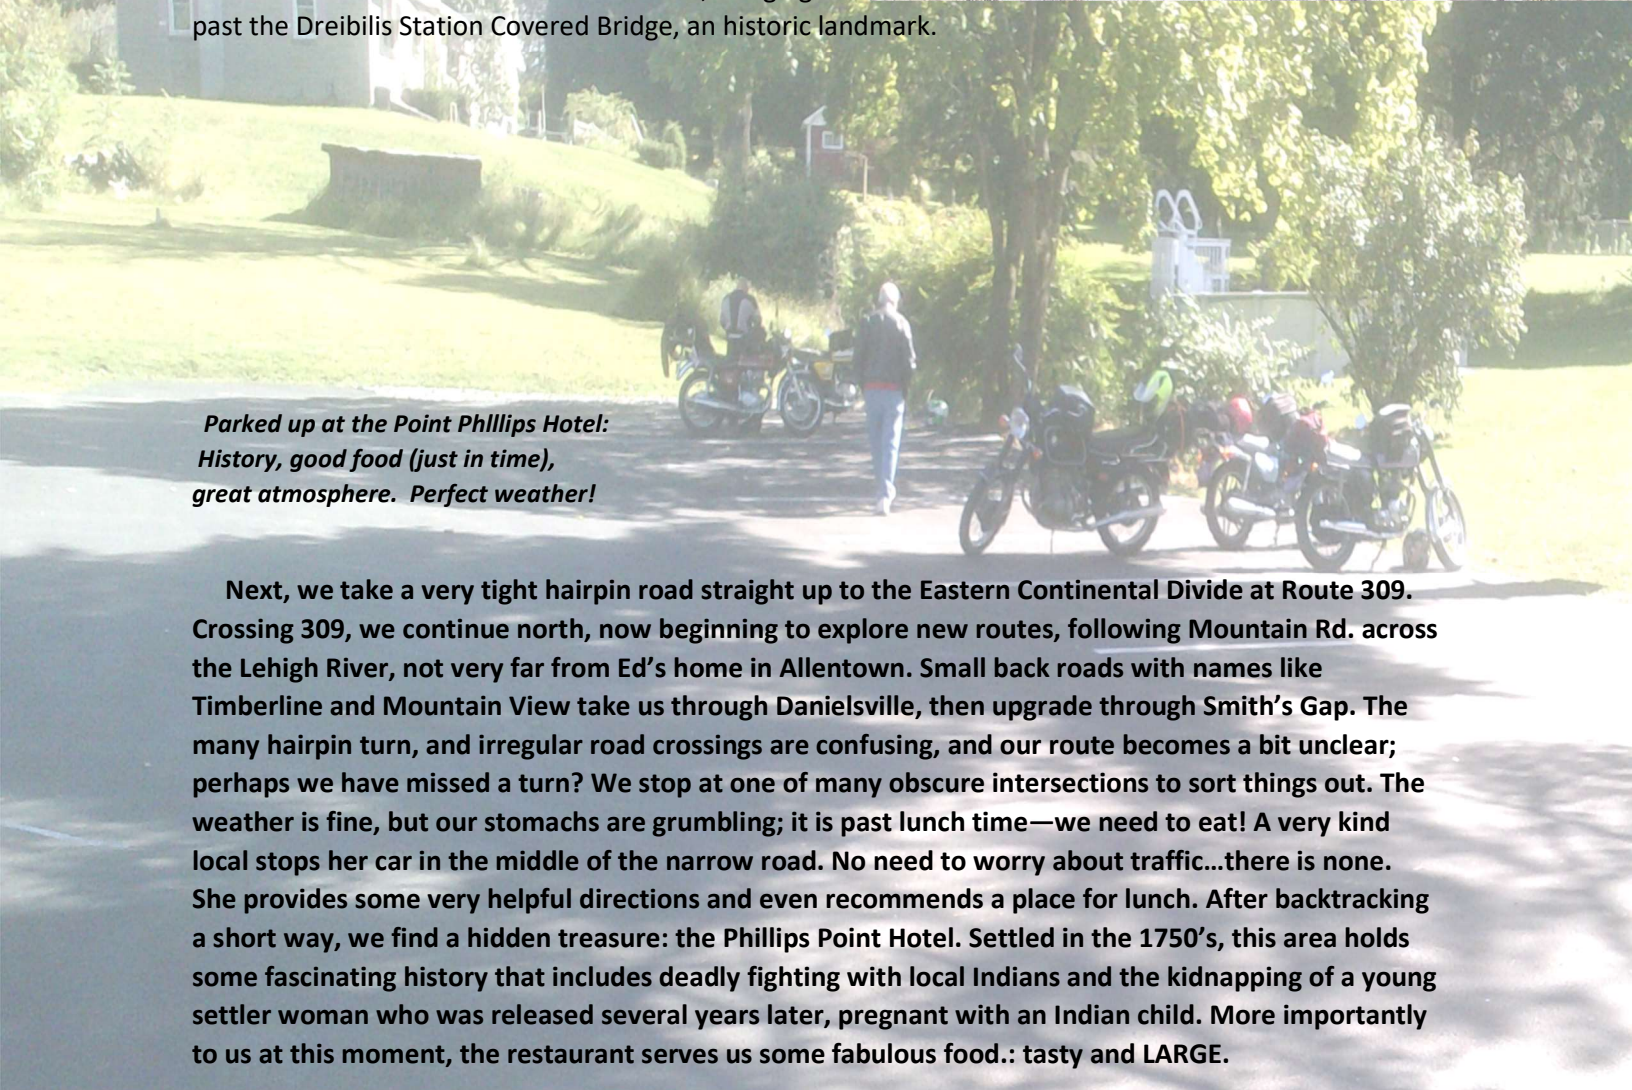 past the Dreibilis Station Covered Bridge, an historic landmark.
Parked up at the Point Phlllips Hotel:
History, good food (just in time),
great atmosphere.  Perfect weather!
Next, we take a very tight hairpin road straight up to the Eastern Continental Divide at Route 309.
Crossing 309, we continue north, now beginning to explore new routes, following Mountain Rd. across
the Lehigh River, not very far from Ed’s home in Allentown. Small back roads with names like
Timberline and Mountain View take us through Danielsville, then upgrade through Smith’s Gap. The
many hairpin turn, and irregular road crossings are confusing, and our route becomes a bit unclear;
perhaps we have missed a turn? We stop at one of many obscure intersections to sort things out. The
weather is fine, but our stomachs are grumbling; it is past lunch time—we need to eat! A very kind
local stops her car in the middle of the narrow road. No need to worry about traffic…there is none.
She provides some very helpful directions and even recommends a place for lunch. After backtracking
a short way, we find a hidden treasure: the Phillips Point Hotel. Settled in the 1750’s, this area holds
some fascinating history that includes deadly fighting with local Indians and the kidnapping of a young
settler woman who was released several years later, pregnant with an Indian child. More importantly
to us at this moment, the restaurant serves us some fabulous food.: tasty and LARGE.